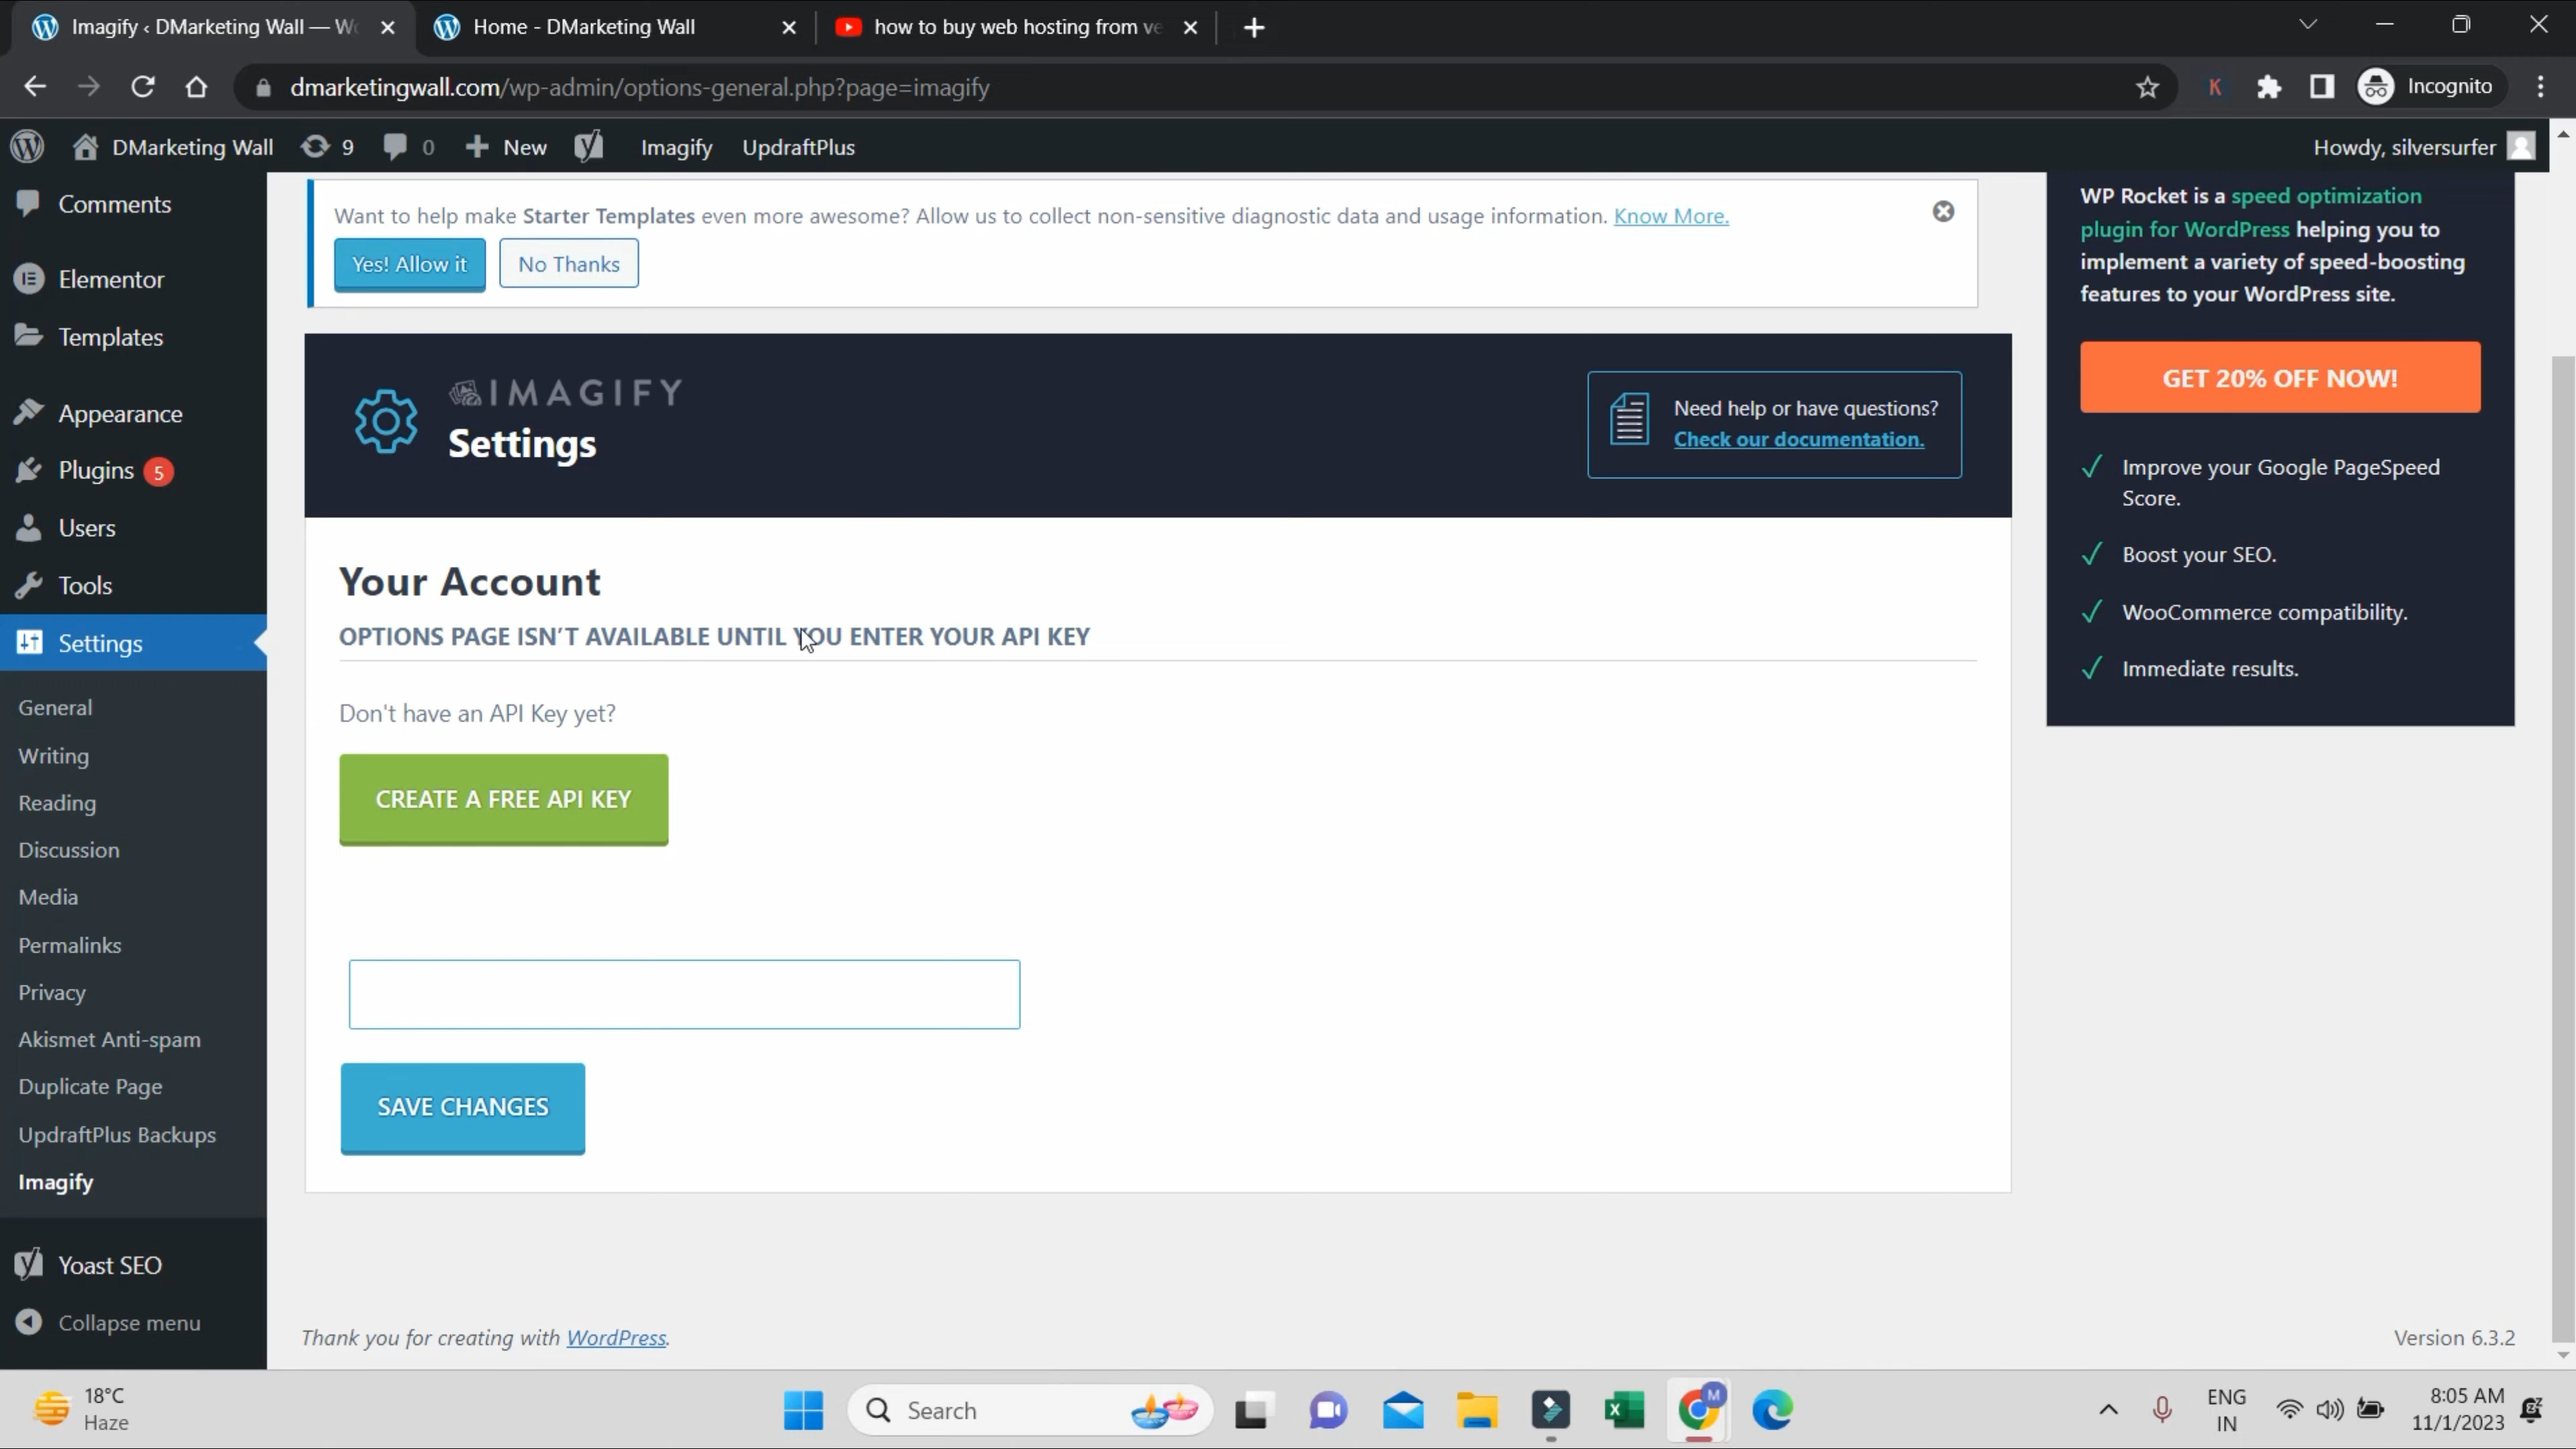 Imagify ‹ DMarketing Wall — Wo
Home - DMarketing Wall
how to buy web hosting from ve
dmarketingwall.com/wp-admin/options-general.php?page=imagify
K
Incognito
DMarketing Wall
9
0
New
Imagify
UpdraftPlus
Howdy, silversurfer
Comments
Elementor
Templates
Appearance
Plugins 5
Users
Tools
Settings
General
Writing
Reading
Discussion
Media
Permalinks
Privacy
Akismet Anti-spam
Duplicate Page
UpdraftPlus Backups
Imagify
Yoast SEO
Collapse menu
Want to help make Starter Templates even more awesome? Allow us to collect non-sensitive diagnostic data and usage information. Know More.
Yes! Allow it
No Thanks
IMAGIFY
Settings
Need help or have questions?
Check our documentation.
Your Account
OPTIONS PAGE ISN'T AVAILABLE UNTIL YOU ENTER YOUR API KEY
Don't have an API Key yet?
CREATE A FREE API KEY
SAVE CHANGES
WP Rocket is a speed optimization
plugin for WordPress helping you to
implement a variety of speed-boosting
features to your WordPress site.
GET 20% OFF NOW!
Improve your Google PageSpeed
Score.
Boost your SEO.
WooCommerce compatibility.
Immediate results.
Thank you for creating with WordPress.
Version 6.3.2
18°C
Haze
Search
M
ENG
IN
8:05 AM
11/1/2023